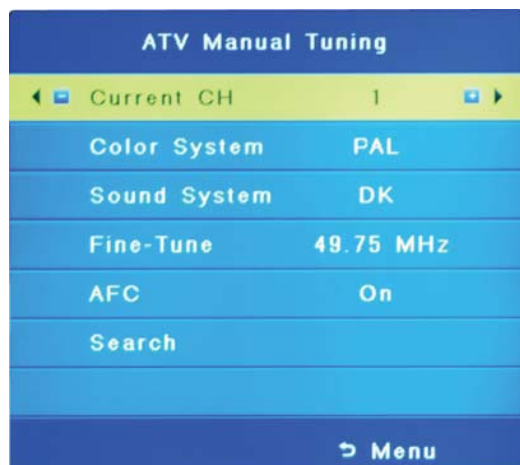 ATV Manual Tuning
Current CH 1
Color System PAL
Sound System DK
Fine-Tune 49.75 MHz
AFC On
Search
Menu